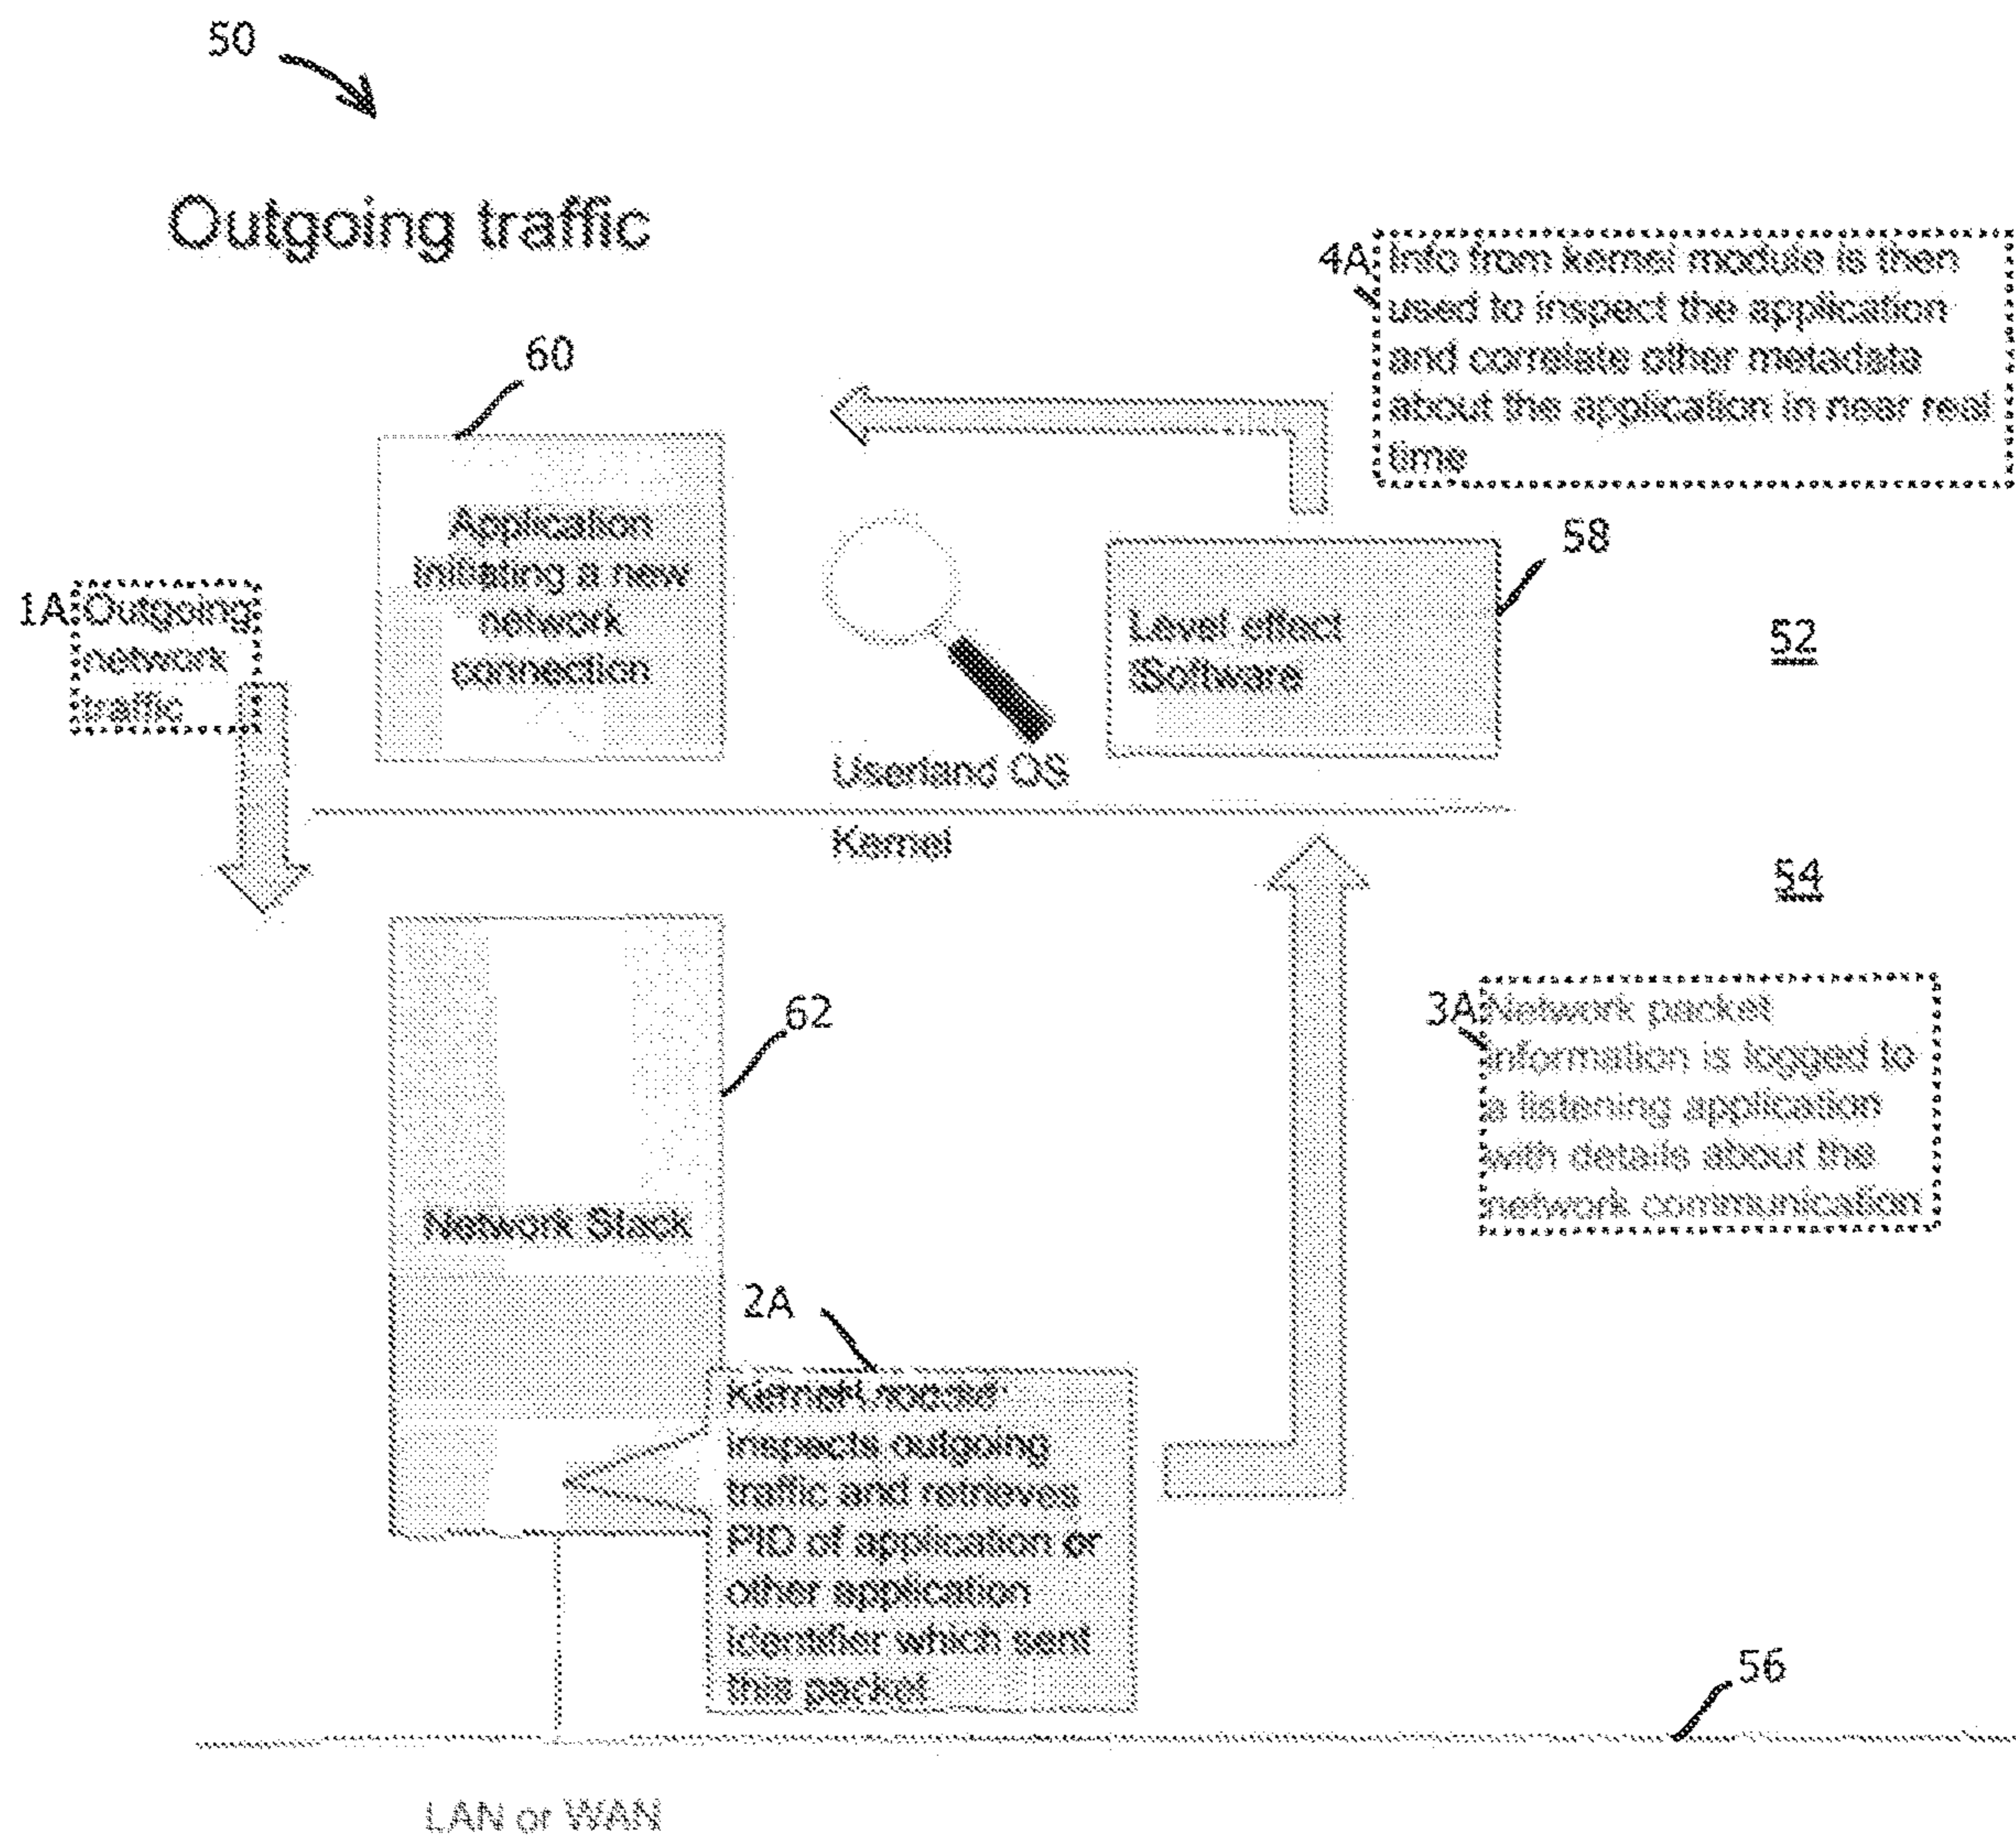 50
Outgoing traffic
4A
Info from kernel module is then
used to inspect the application
and correlate other metadata
about the application in near real
time
60
Application
Initiating a new
network
connection
58
Level effect
Software
1A
Outgoing
network
traffic
52
Userland OS
Kernel
54
62
3A
Network packet
information is logged to
a listening application
with details about the
network communication
Network Stack
2A
inspects outgoing
traffic and retrieves
PID of application or
other application
identifier which sent
this packet
56
LAN or WAN